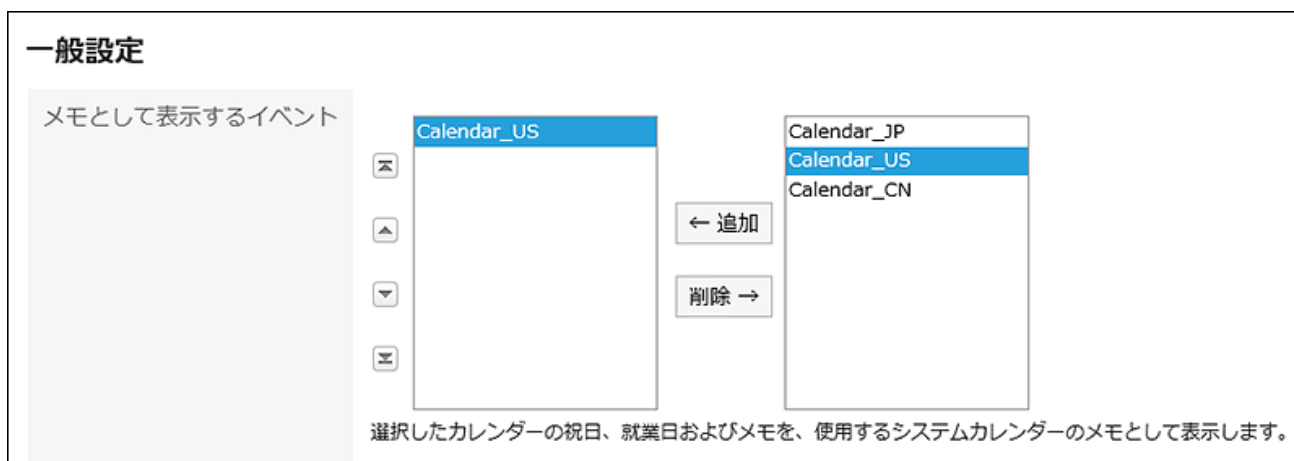 一般設定
メモとして表示するイベント
Calendar_US
← 追加
削除 →
Calendar_JP
Calendar_US
Calendar_CN
選択したカレンダーの祝日、就業日およびメモを、使用するシステムカレンダーのメモとして表示します。